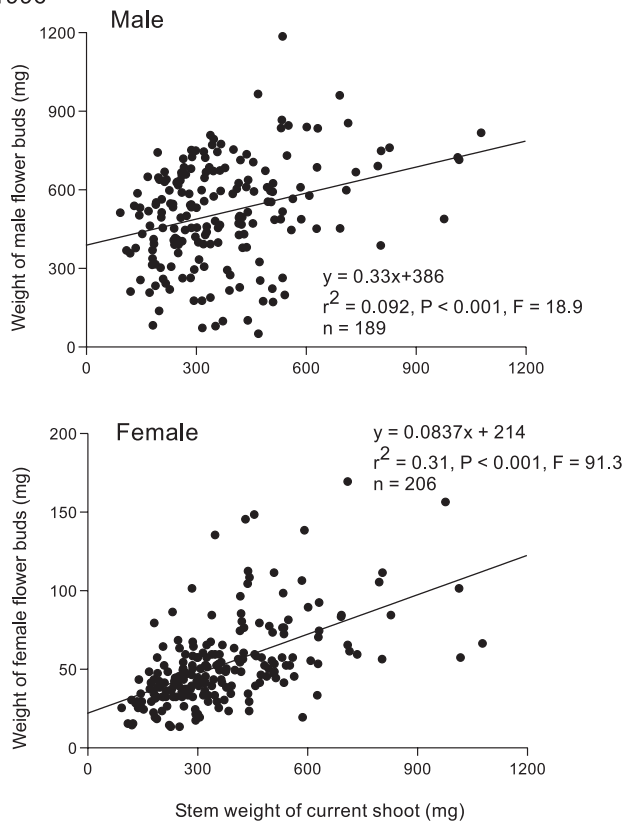 Male
1200
900
600
300
0
Weight of male flower buds (mg)
y = 0.33x+386
r2 = 0.092, P < 0.001, F = 18.9
n = 189
0 300 600 900 1200
Female
200
150
100
50
0
Weight of female flower buds (mg)
y = 0.0837x + 214
r2 = 0.31, P < 0.001, F = 91.3
n = 206
0 300 600 900 1200
Stem weight of current shoot (mg)